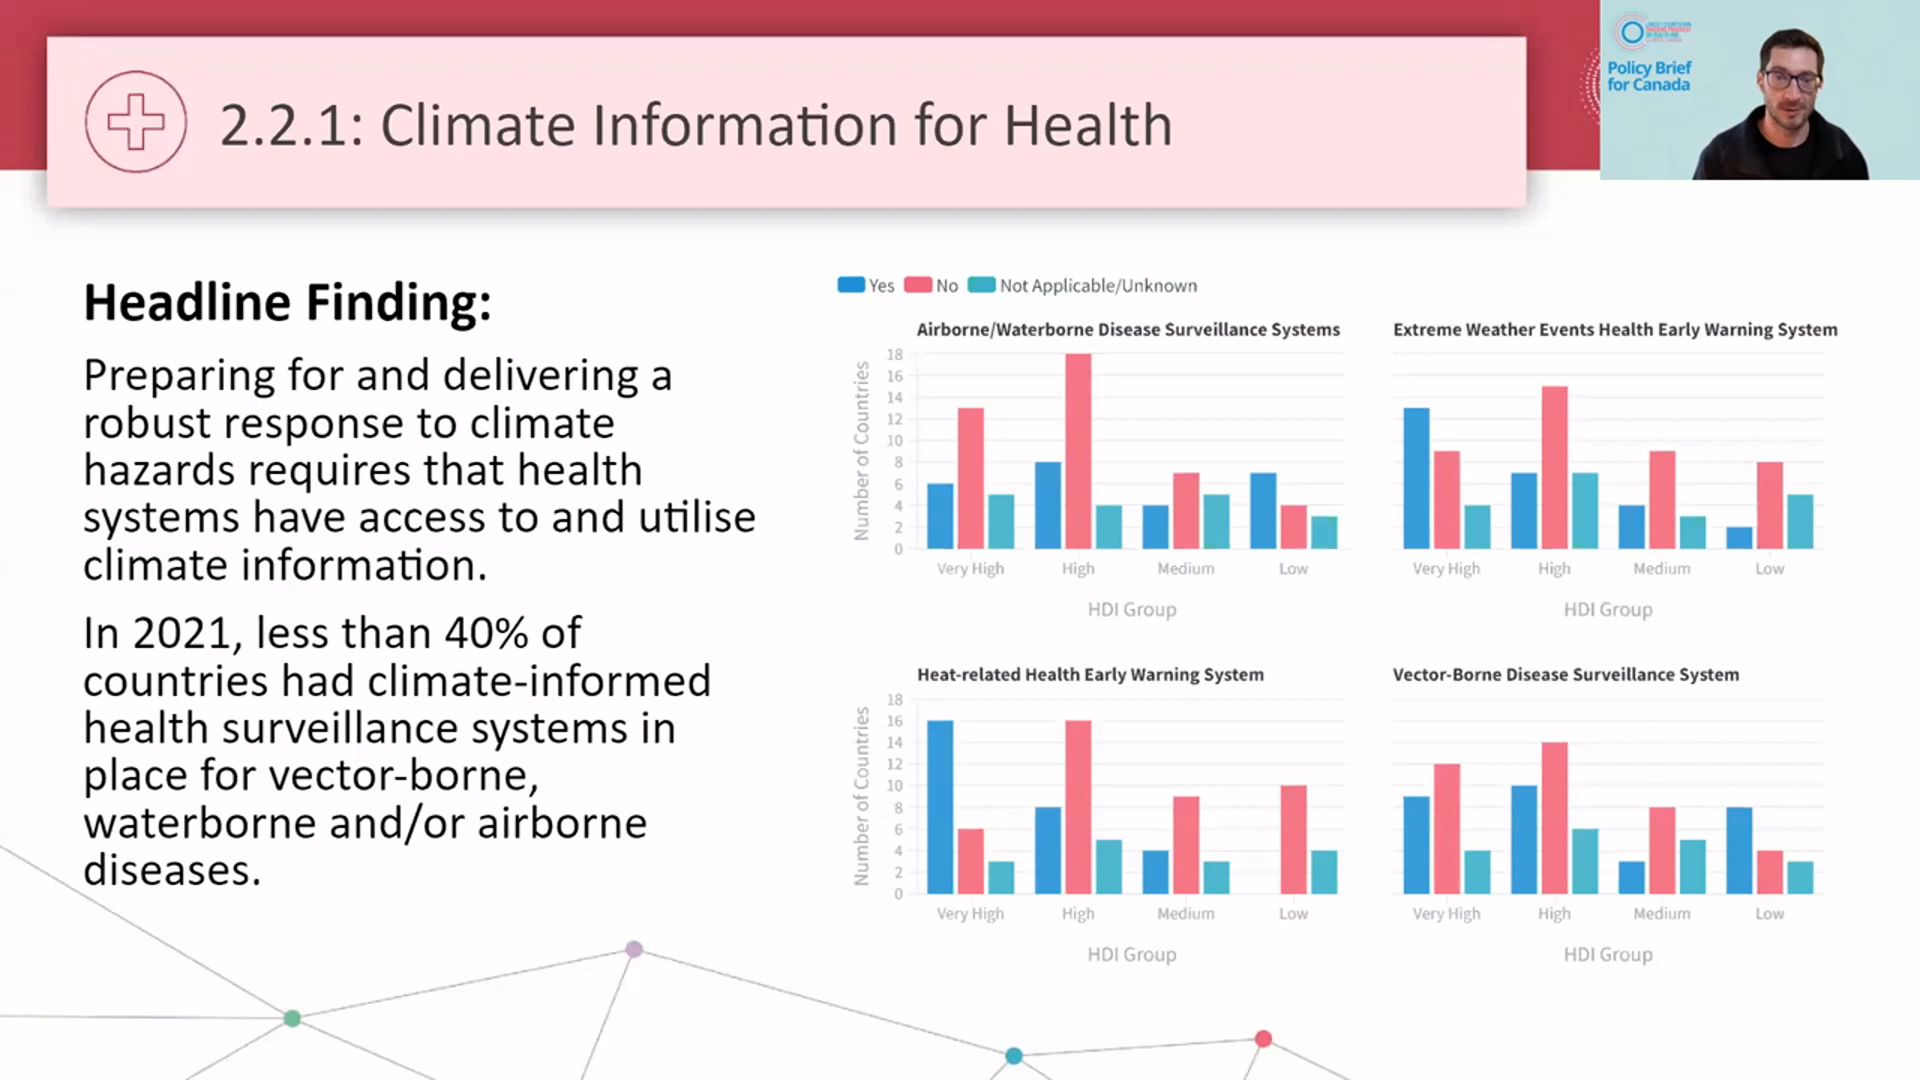 2.2.1: Climate Information for Health
Policy Brief
for Canada
Headline Finding:
Preparing for and delivering a
robust response to climate
hazards requires that health
systems have access to and utilise
climate information.
In 2021, less than 40% of
countries had climate-informed
health surveillance systems in
place for vector-borne,
waterborne and/or airborne
diseases.
Yes No Not Applicable/Unknown
Airborne/Waterborne Disease Surveillance Systems
Number of Countries
18
16
14
12
10
8
6
4
2
0
Very High High Medium Low
HDI Group
Extreme Weather Events Health Early Warning System
Very High High Medium Low
HDI Group
Heat-related Health Early Warning System
Number of Countries
18
16
14
12
10
8
6
4
2
0
Very High High Medium Low
HDI Group
Vector-Borne Disease Surveillance System
Very High High Medium Low
HDI Group